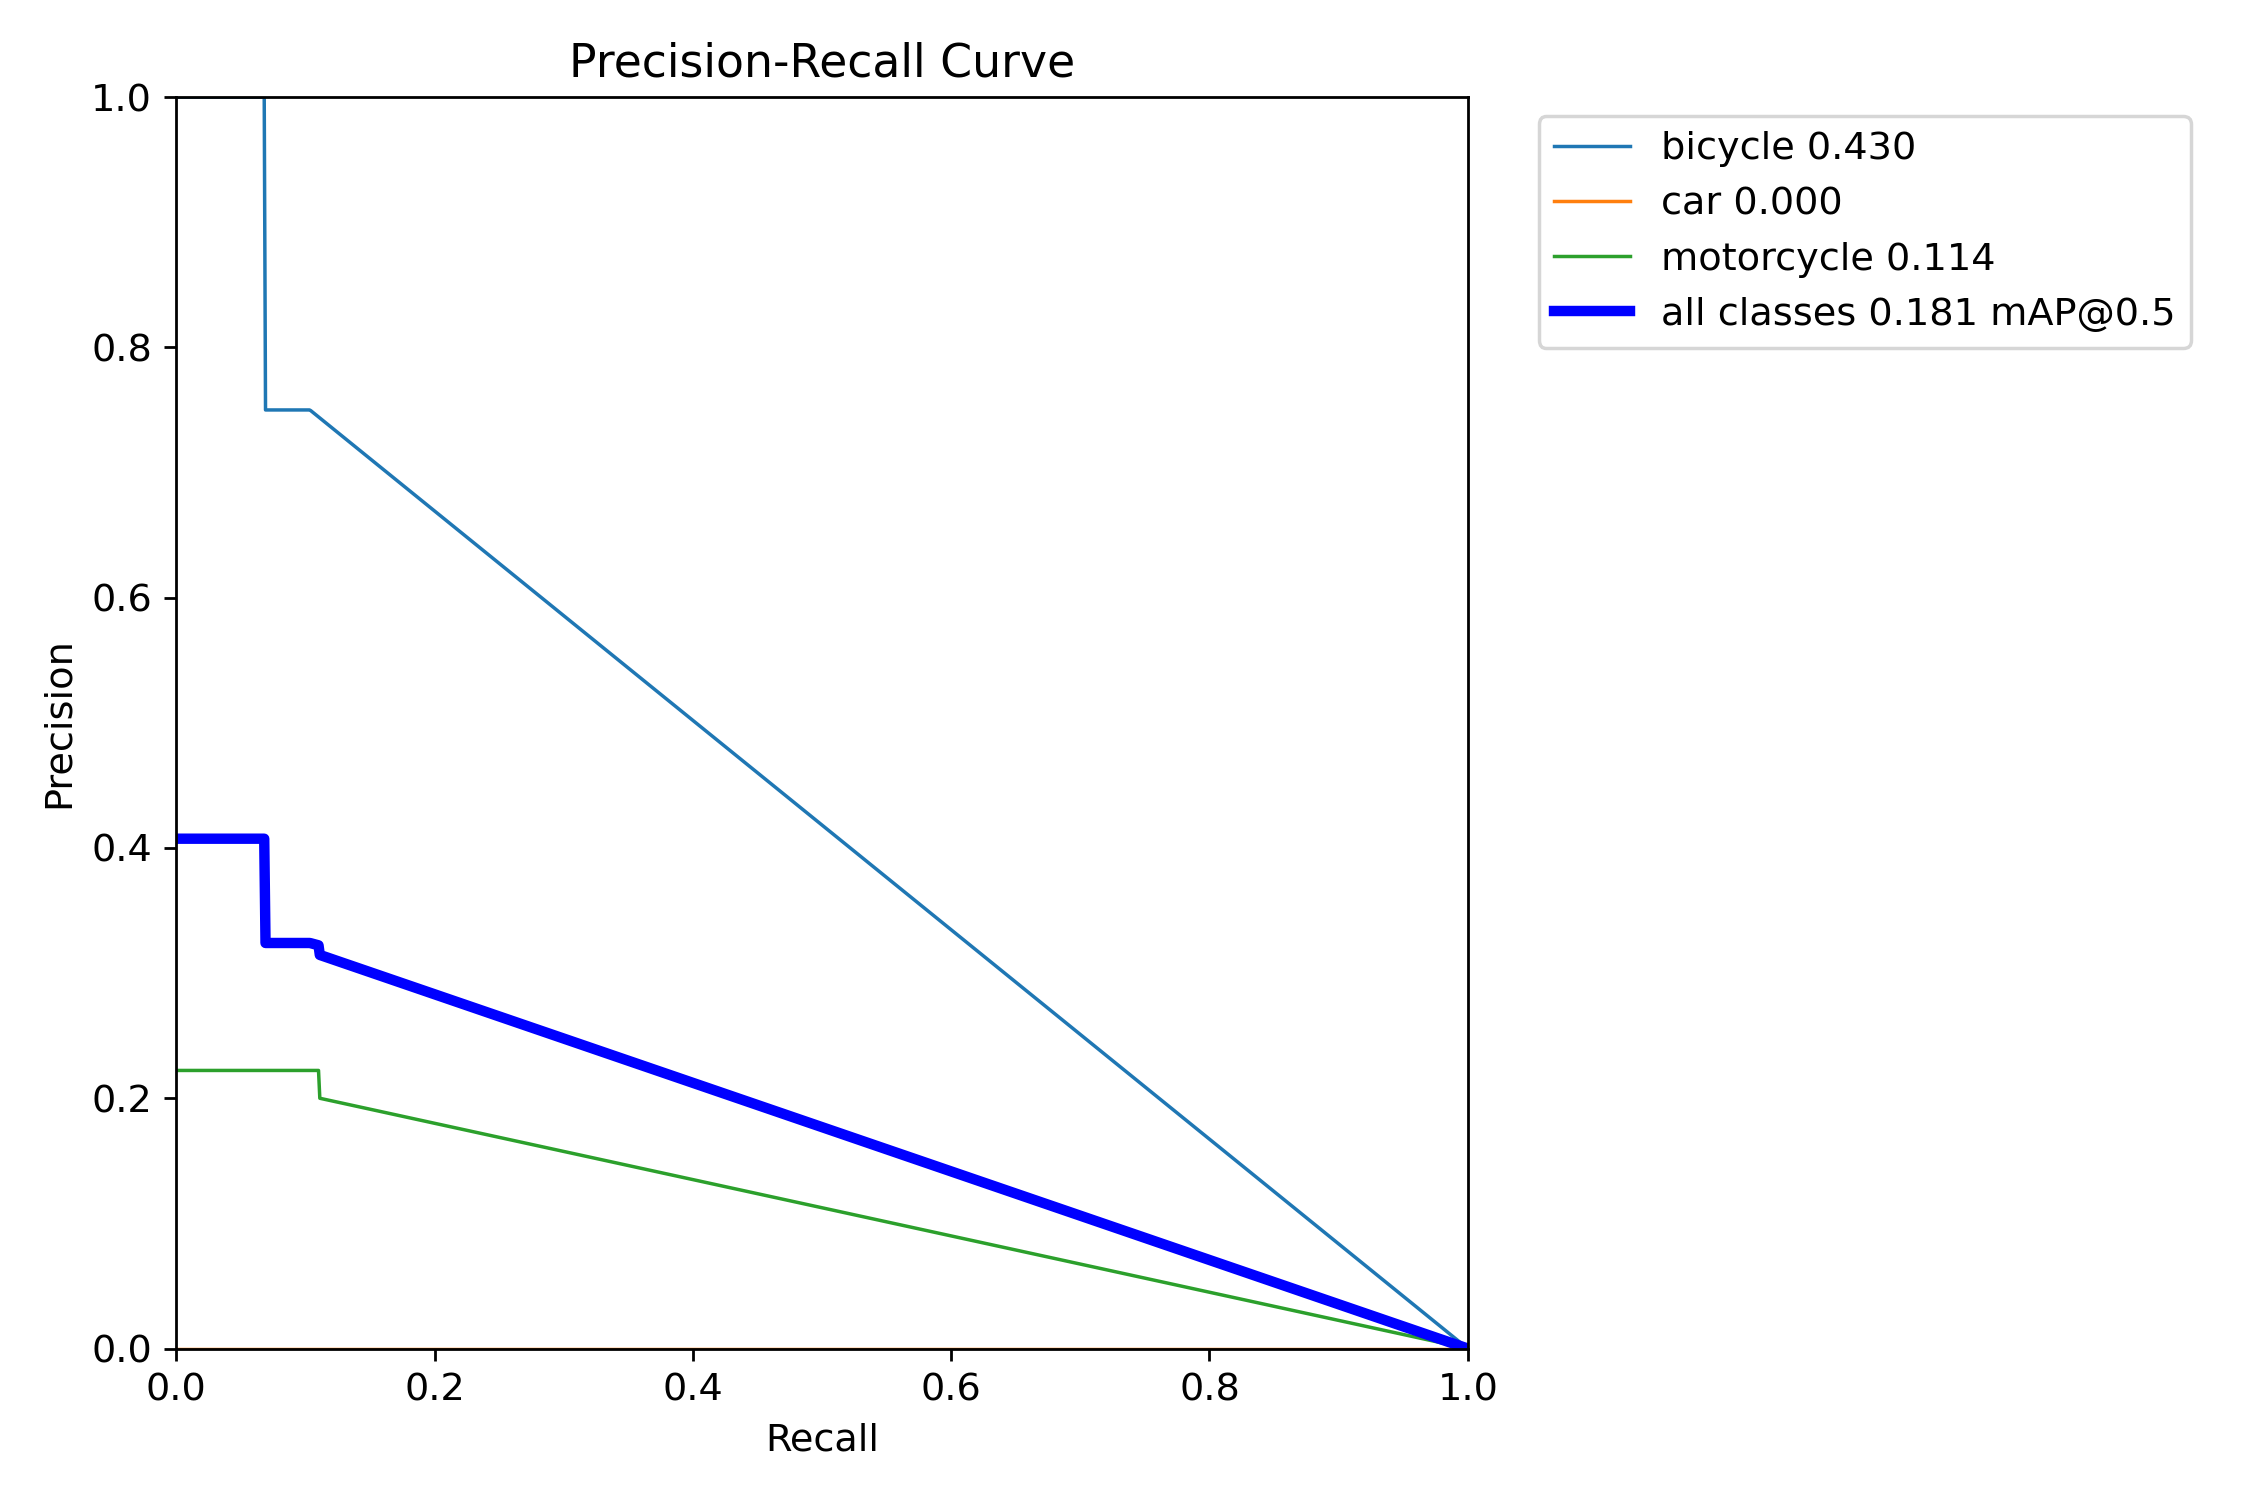 Precision-Recall Curve
1.0
0.8
0.6
0.4
0.2
0.0
Precision
0.0 0.2 0.4 0.6 0.8 1.0
Recall
bicycle 0.430
car 0.000
motorcycle 0.114
all classes 0.181 mAP@0.5